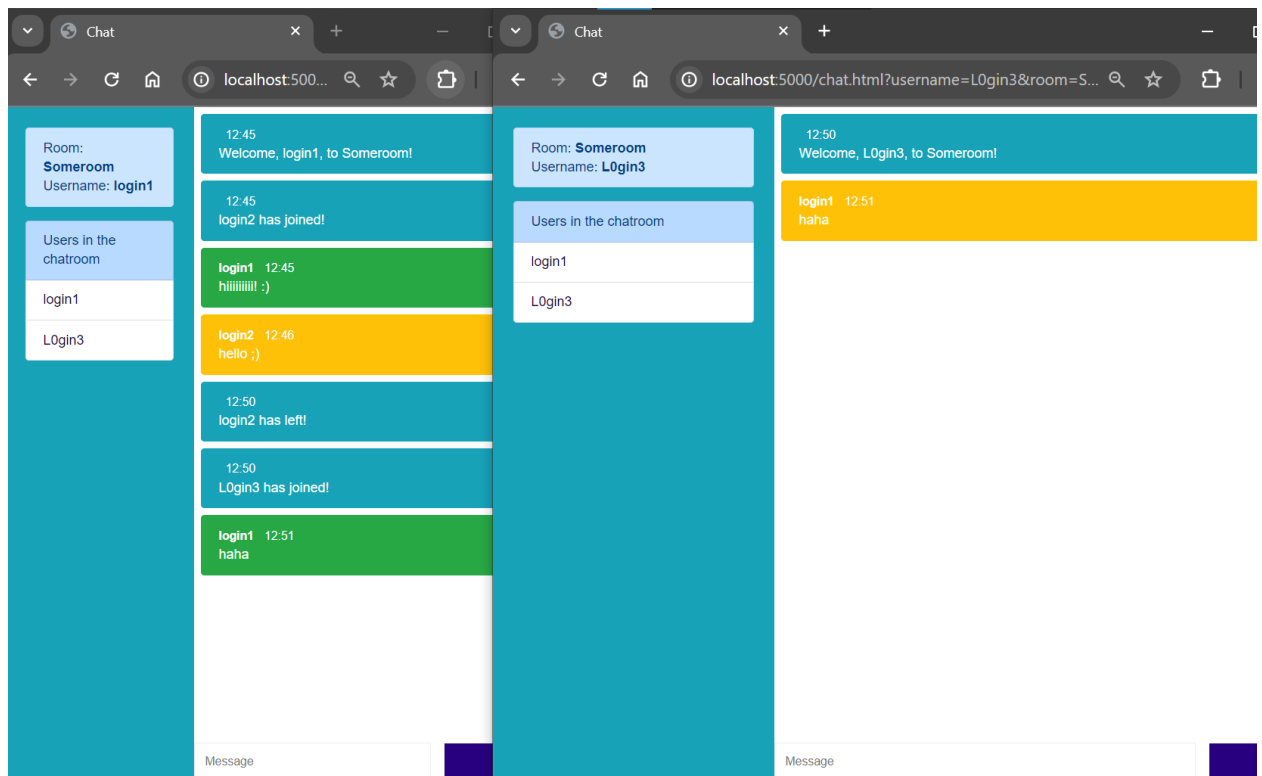 Chat
localhost:500...
Room:
Someroom
Username: login1
Users in the
chatroom
login1
L0gin3
12:45
Welcome, login1, to Someroom!
12:45
login2 has joined!
login1 12:45
hiiiiiiiii! :)
login2 12:46
hello ;)
12:50
login2 has left!
12:50
L0gin3 has joined!
login1 12:51
haha
Message
Chat
localhost:5000/chat.html?username=L0gin3&room=S...
Room: Someroom
Username: L0gin3
Users in the chatroom
login1
L0gin3
12:50
Welcome, L0gin3, to Someroom!
login1 12:51
haha
Message